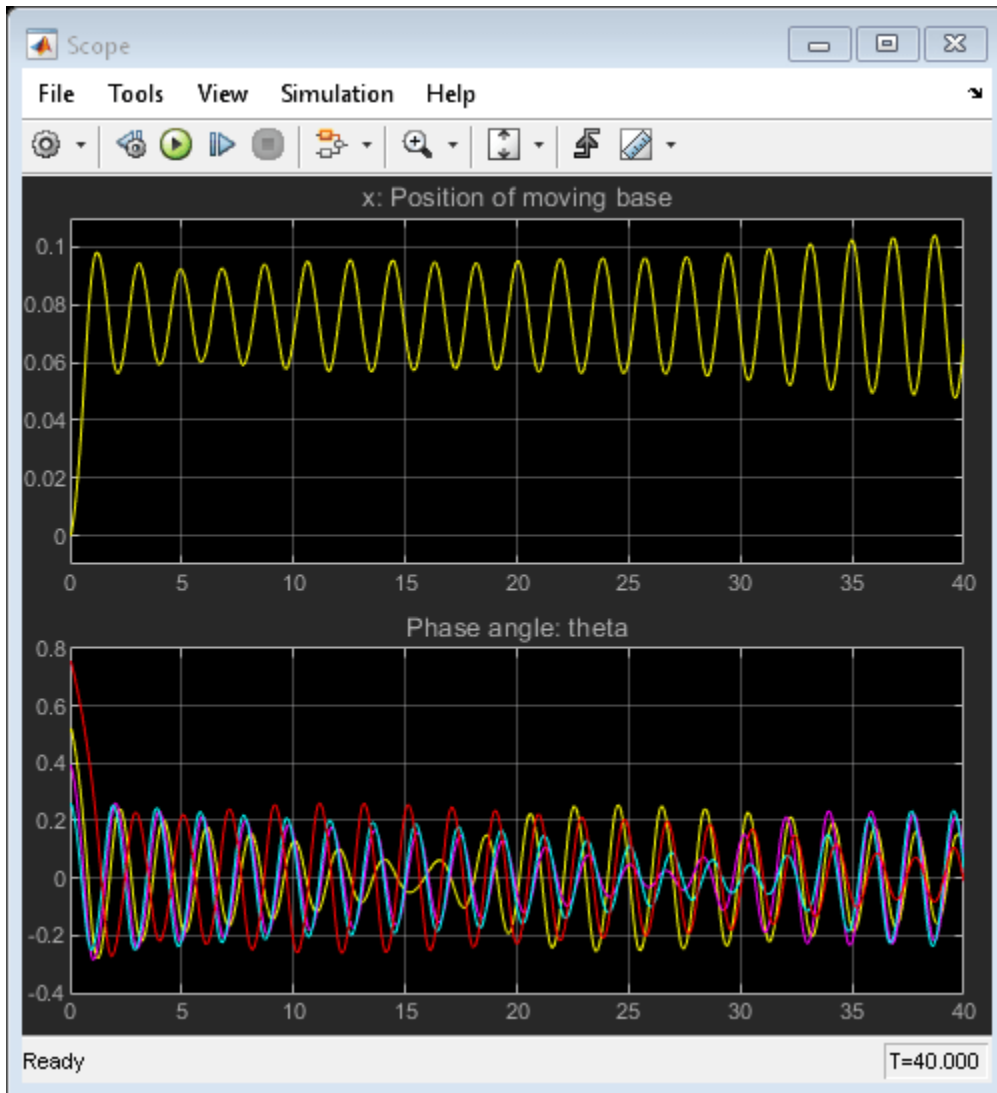 Scope
File Tools View Simulation Help
x: Position of moving base
0.1
0.08
0.06
0.04
0.02
0
0 5 10 15 20 25 30 35 40
Phase angle: theta
0.8
0.6
0.4
0.2
0
-0.2
-0.4
0 5 10 15 20 25 30 35 40
Ready T=40.000